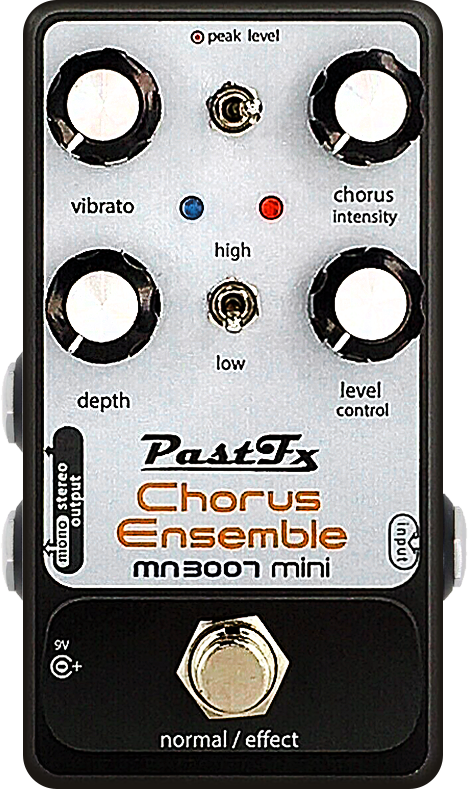 peak level
vibrato
chorus
intensity
high
low
depth
level
control
mono stereo
output
PastFx
Chorus
Ensemble
mn3007 mini
input
9V
+
normal / effect